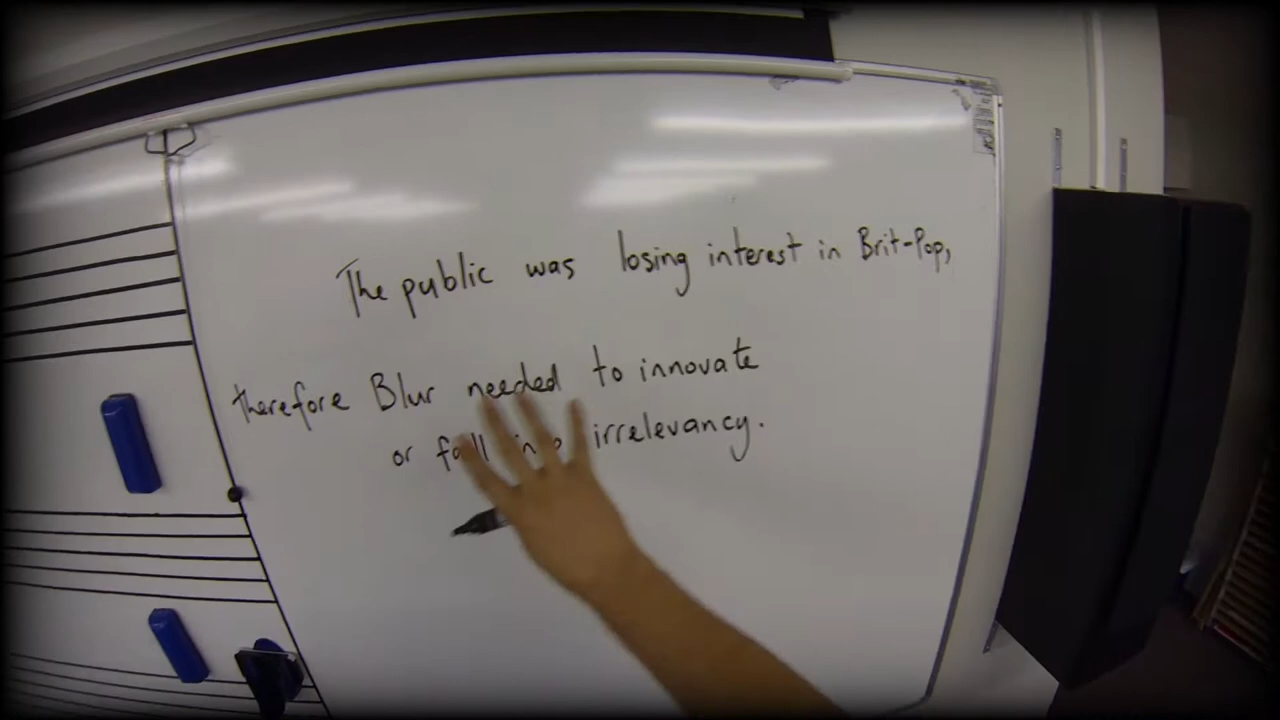 The public was losing interest in Brit-Pop,
therefore Blur needed to innovate
or fall into irrelevancy.